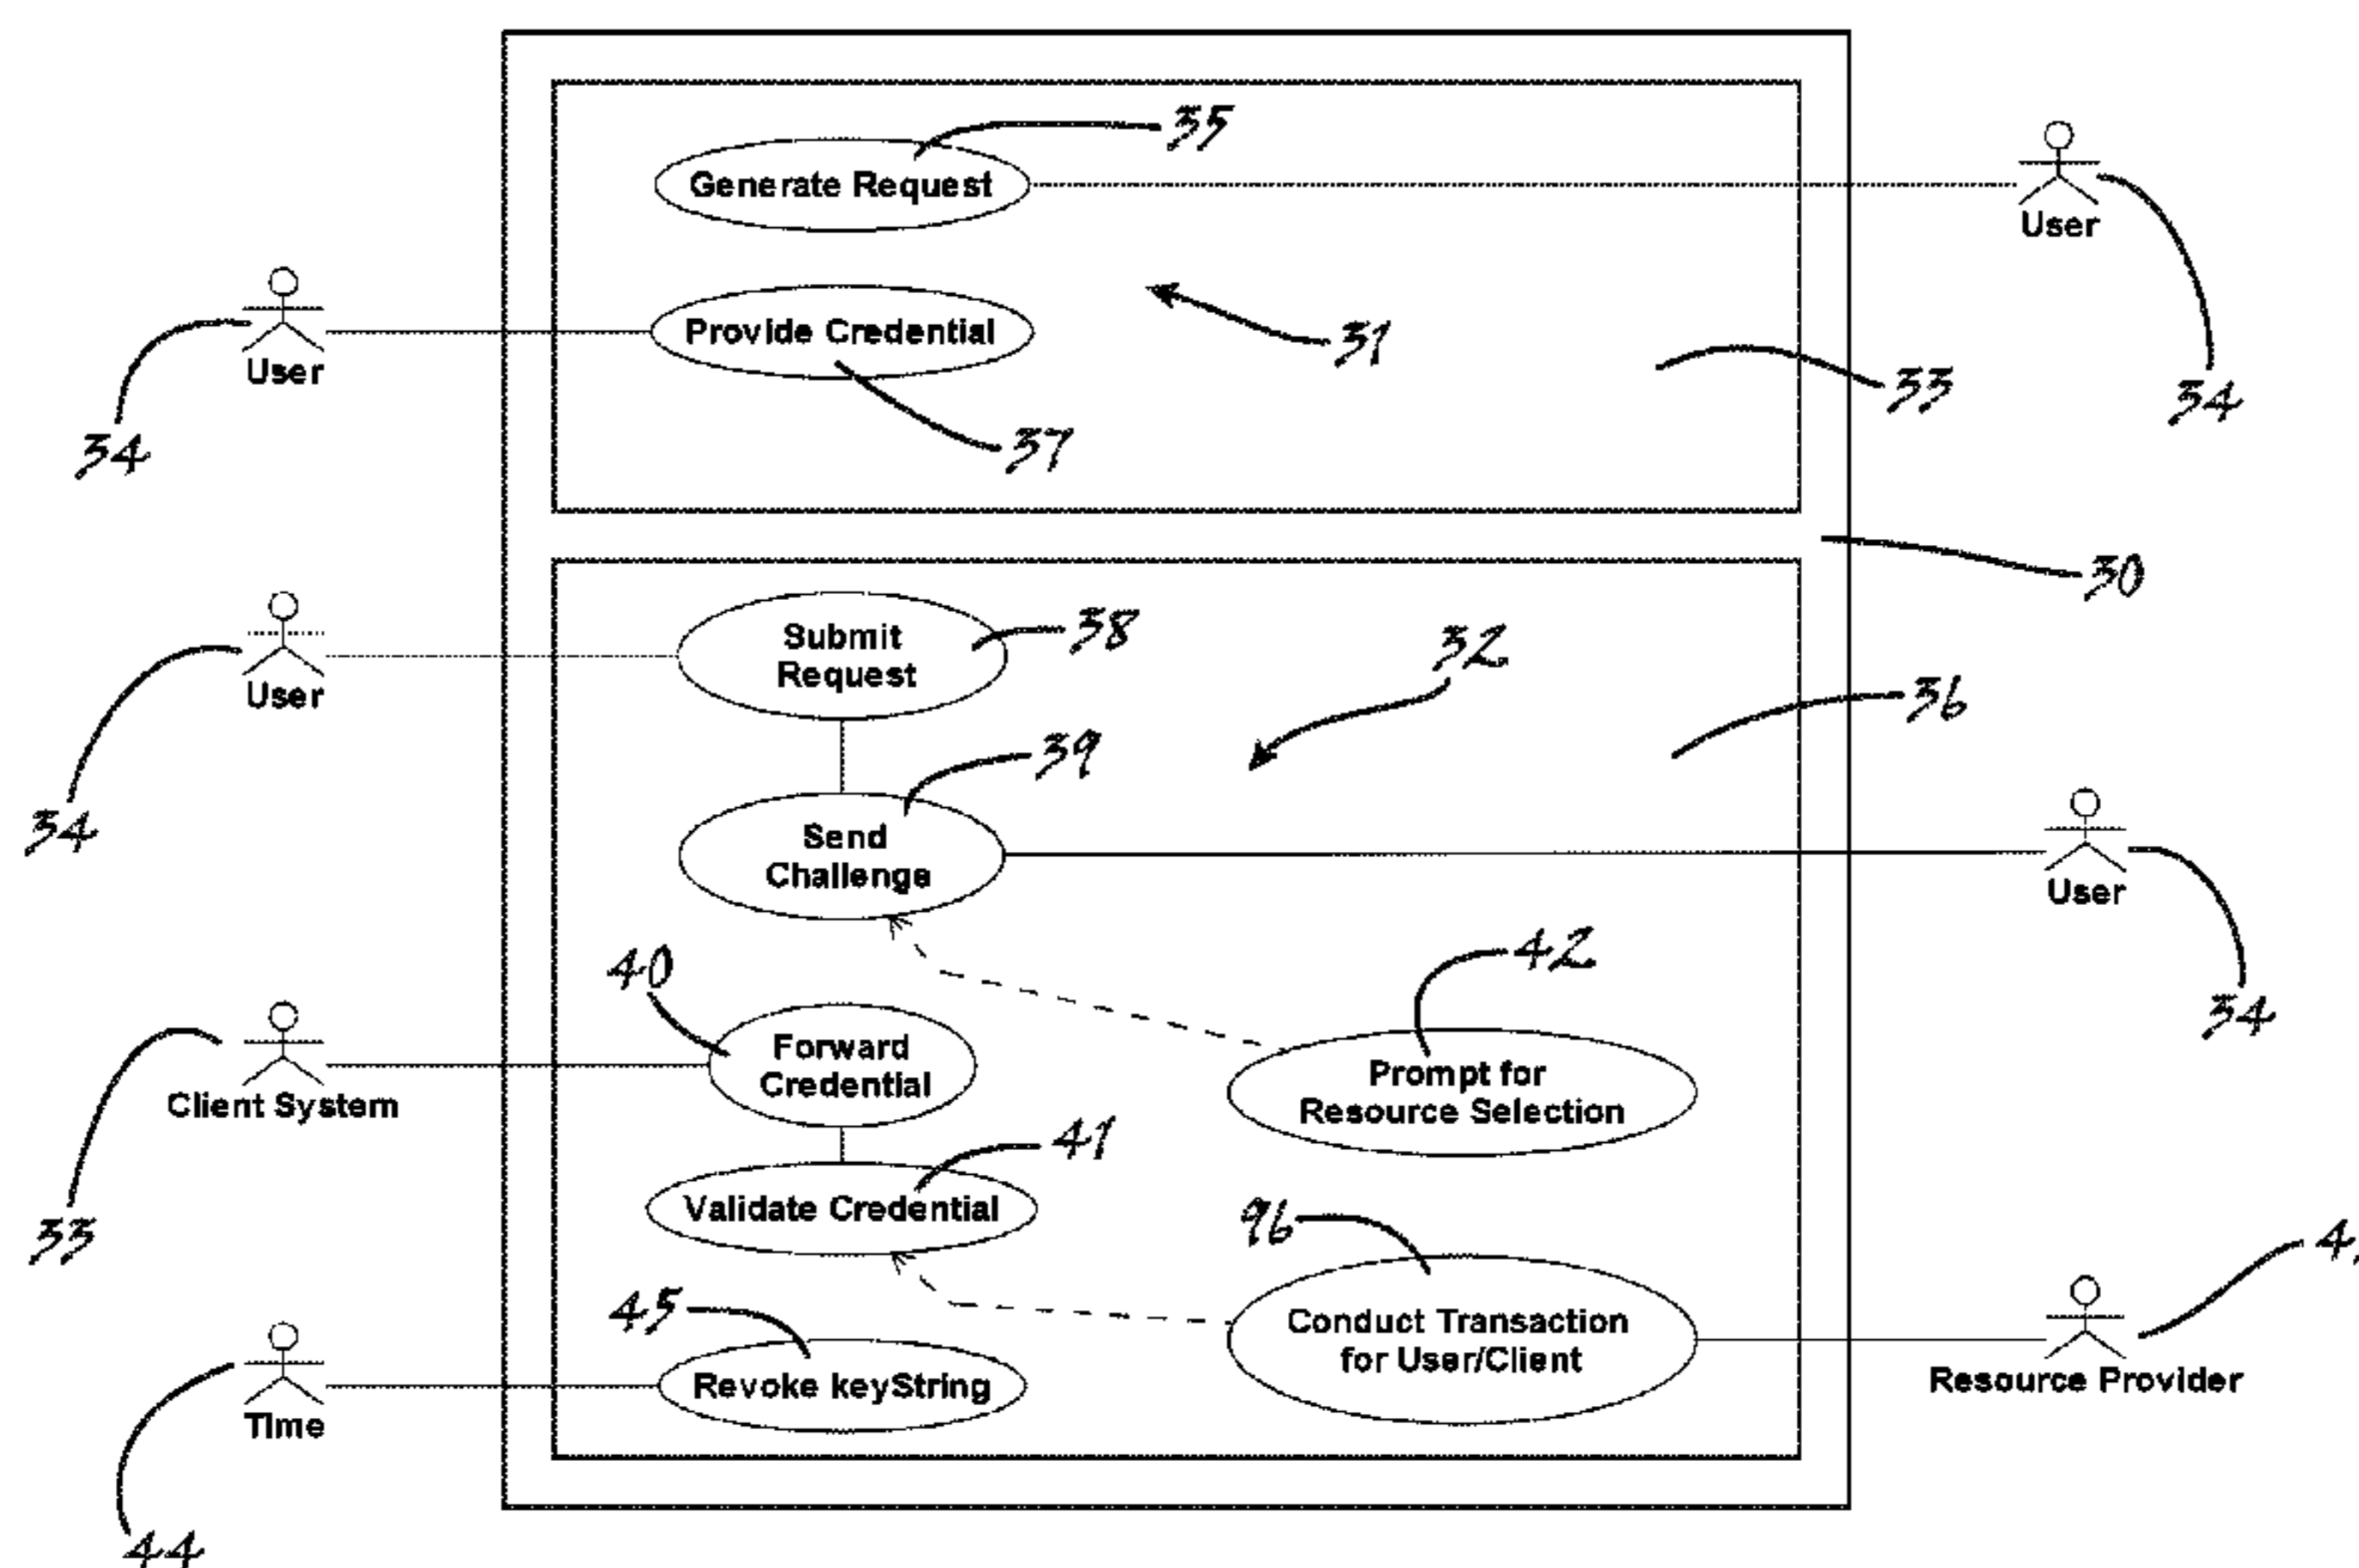 35
Generate Request
User
Provide Credential
31
User
33
34
34
37
30
Submit
Request
38
32
User
36
39
34
Send
Challenge
User
40
42
34
Forward
Credential
Prompt for
Resource Selection
Client System
41
Validate Credential
33
96
45
Conduct Transaction
for User/Client
Revoke keyString
Resource Provider
Time
44